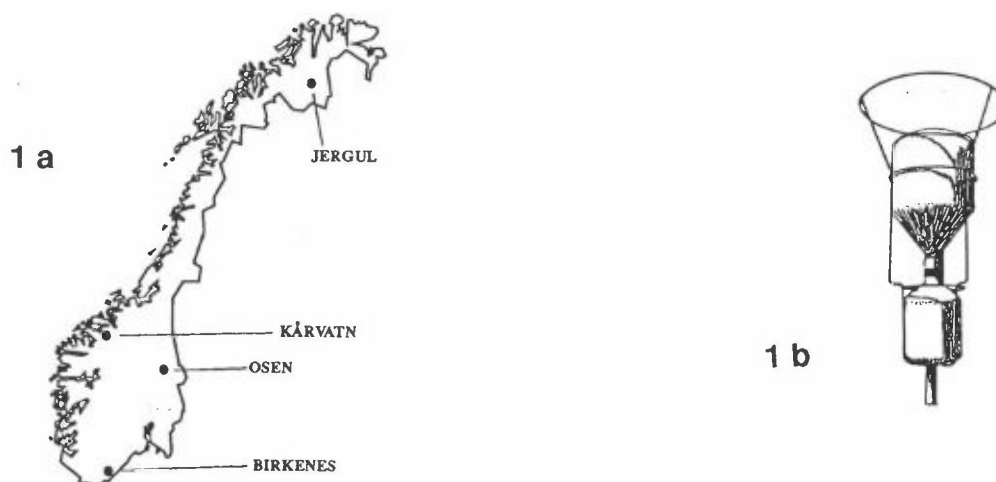 1 a
JERGUL
KÅRVATN
OSEN
1 b
BIRKENES